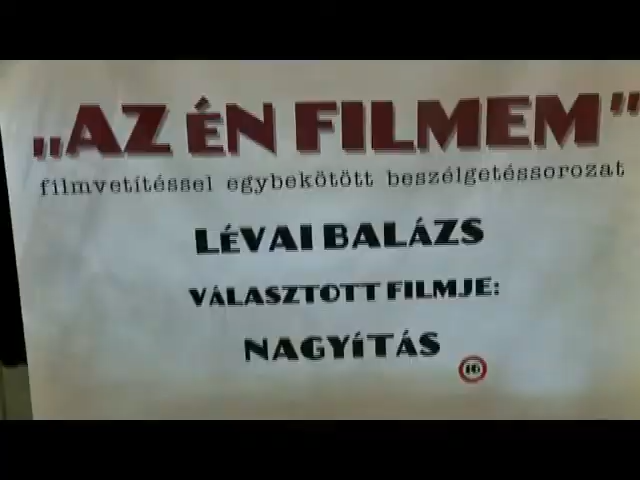 „AZ ÉN FILMEM"
filmvetítéssel egybekötött beszélgetéssorozat
LÉVAI BALÁZS
VÁLASZTOTT FILMJE:
NAGYÍTÁS
16